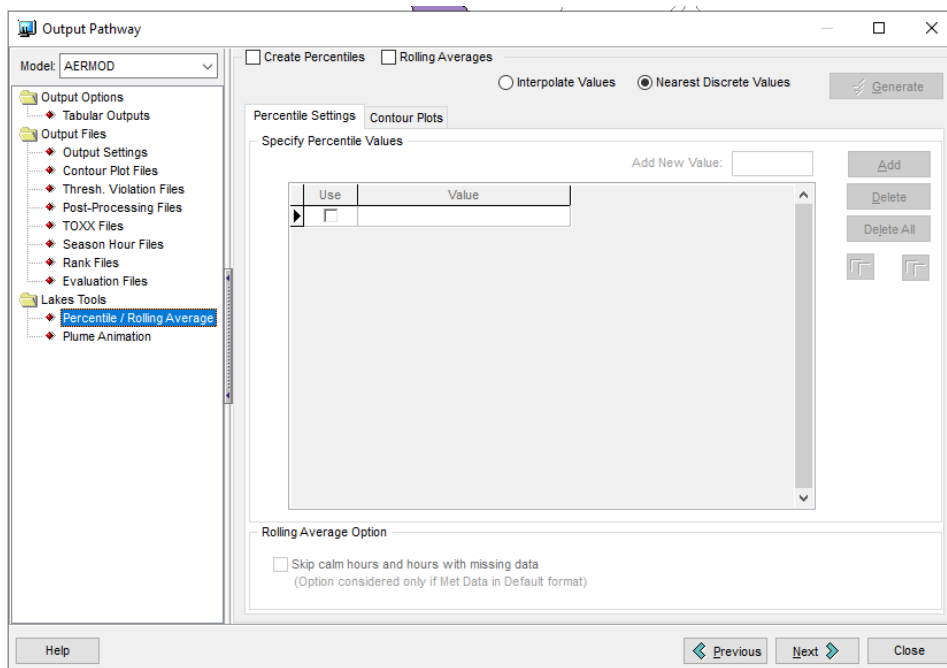 Output Pathway
Model: AERMOD
Output Options
Tabular Outputs
Output Files
Output Settings
Contour Plot Files
Thresh. Violation Files
Post-Processing Files
TOXX Files
Season Hour Files
Rank Files
Evaluation Files
Lakes Tools
Percentile / Rolling Average
Plume Animation
Create Percentiles Rolling Averages
Interpolate Values Nearest Discrete Values Generate
Percentile Settings Contour Plots
Specify Percentile Values
Add New Value: Add
Use Value
Delete
Delete All
Rolling Average Option
Skip calm hours and hours with missing data
(Option considered only if Met Data in Default format)
Help Previous Next Close